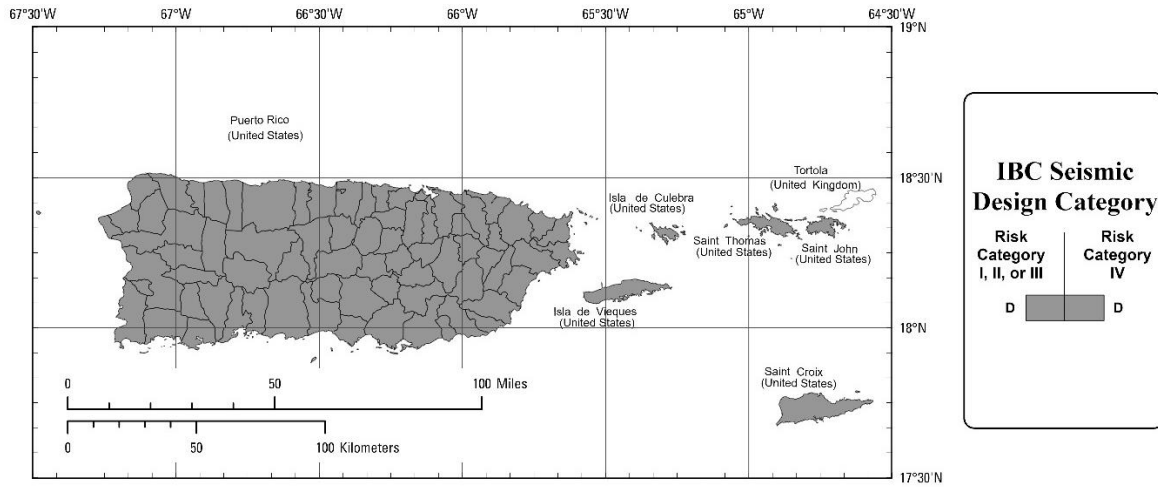 67°30'W
67°W
66°30'W
66°W
65°30'W
65°W
64°30'W
19°N
Puerto Rico
(United States)
Tortola
(United Kingdom)
18°30'N
Isla de Culebra
(United States)
Saint Thomas
(United States)
Saint John
(United States)
Isla de Vieques
(United States)
18°N
Saint Croix
(United States)
0 50 100 Miles
0 50 100 Kilometers
17°30'N
IBC Seismic
Design Category
Risk
Category
I, II, or III
Risk
Category
IV
D D